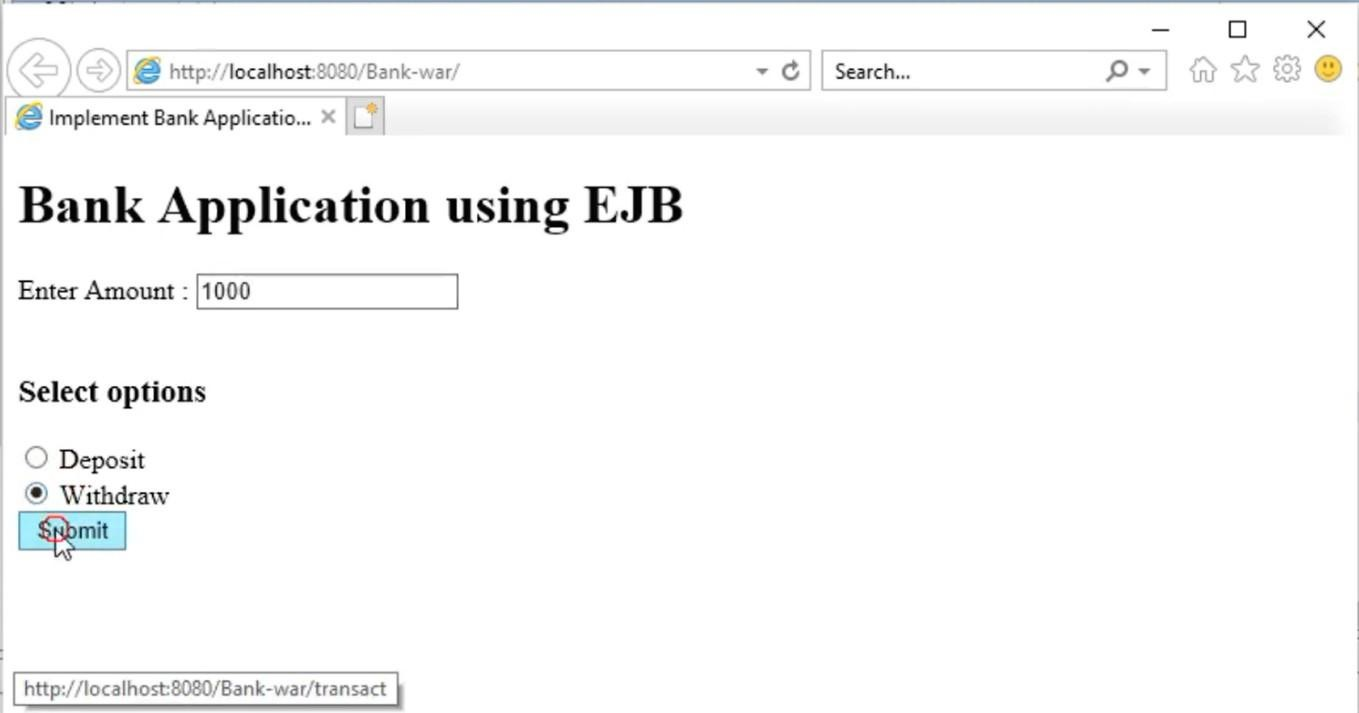 http://localhost:8080/Bank-war/
Search...
Implement Bank Applicatio...
Bank Application using EJB
Enter Amount : 1000
Select options
Deposit
Withdraw
Submit
http://localhost:8080/Bank-war/transact